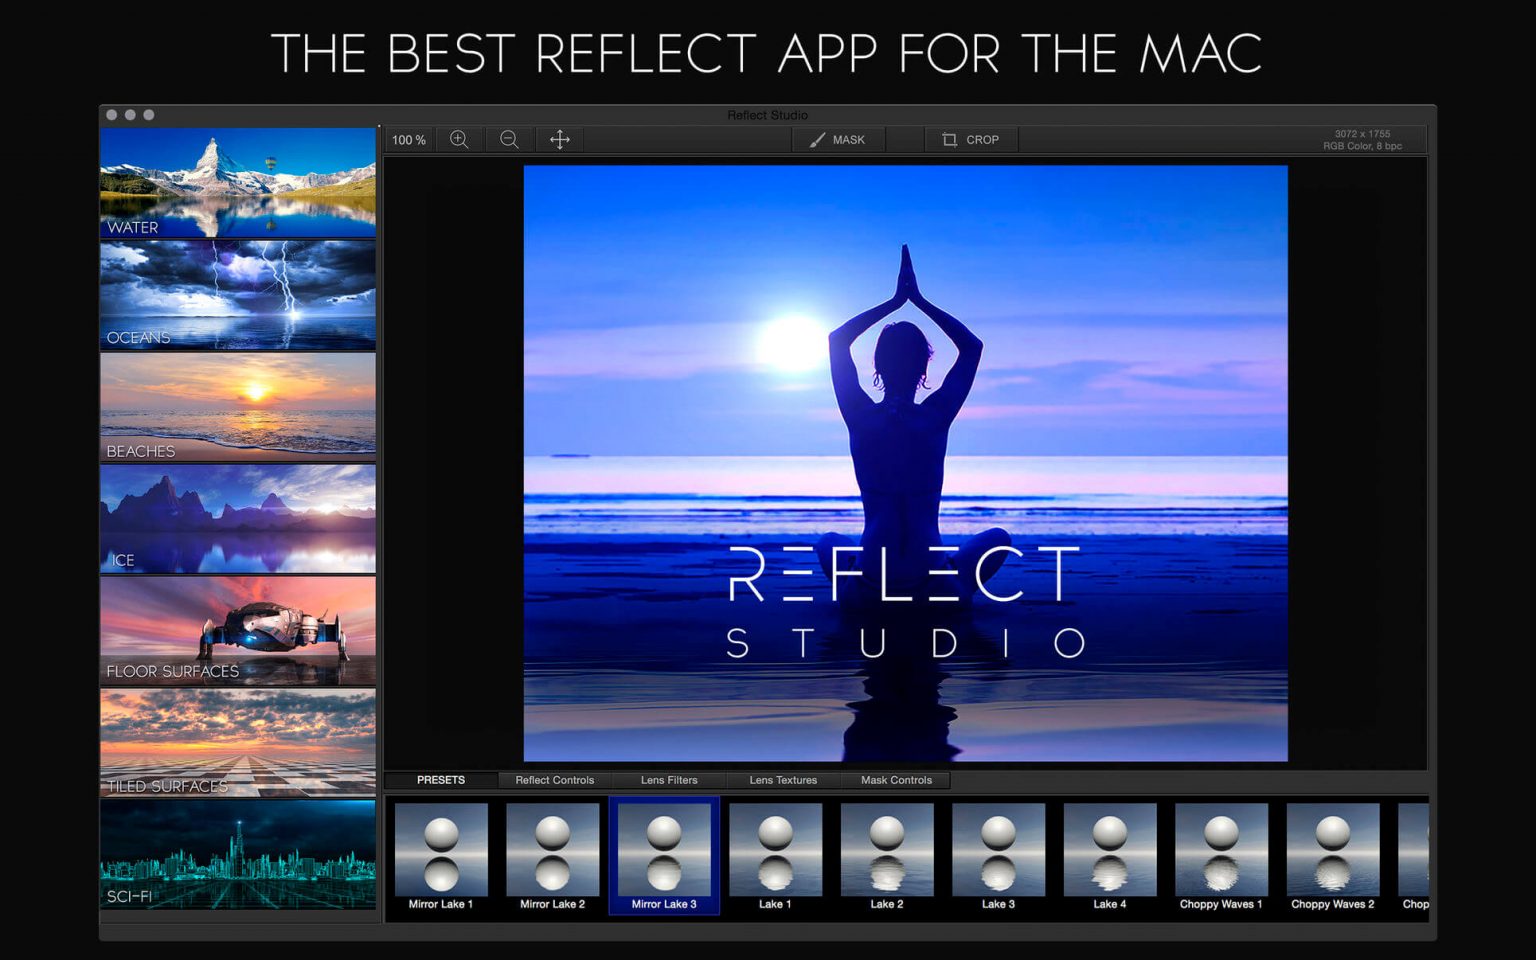 THE BEST REFLECT APP FOR THE MAC
Reflect Studio
100 %
MASK
CROP
3072 x 1755
RGB Color, 8 bpc
WATER
OCEANS
BEACHES
ICE
FLOOR SURFACES
TILED SURFACES
SCI-FI
REFLECT
STUDIO
PRESETS
Reflect Controls
Lens Filters
Lens Textures
Mask Controls
Mirror Lake 1
Mirror Lake 2
Mirror Lake 3
Lake 1
Lake 2
Lake 3
Lake 4
Choppy Waves 1
Choppy Waves 2
Chop